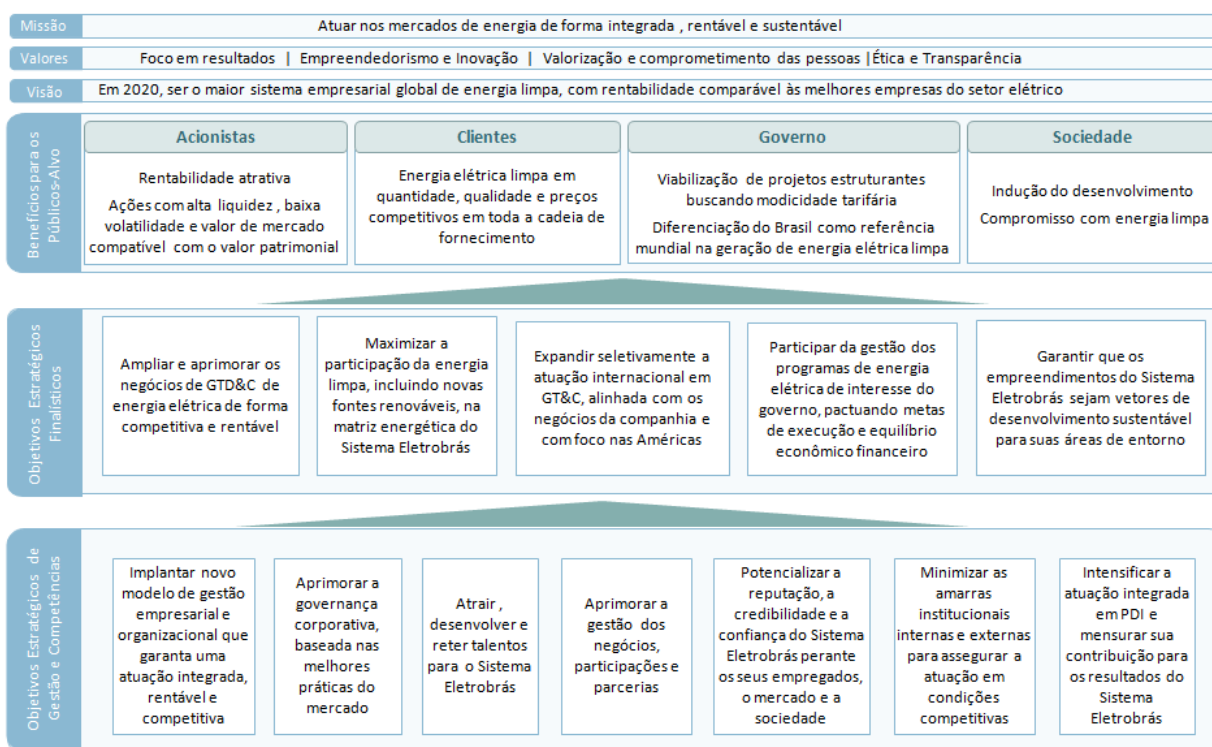 Missão
Atuar nos mercados de energia de forma integrada , rentável e sustentável
Valores
Foco em resultados | Empreendedorismo e Inovação | Valorização e comprometimento das pessoas |Ética e Transparência
Visão
Em 2020, ser o maior sistema empresarial global de energia limpa, com rentabilidade comparável às melhores empresas do setor elétrico
Benefícios para os
Públicos-Alvo
Acionistas
Rentabilidade atrativa
Ações com alta liquidez , baixa
volatilidade e valor de mercado
compatível com o valor patrimonial
Clientes
Energia elétrica limpa em
quantidade, qualidade e preços
competitivos em toda a cadeia de
fornecimento
Governo
Viabilização de projetos estruturantes
buscando modicidade tarifária
Diferenciação do Brasil como referência
mundial na geração de energia elétrica limpa
Sociedade
Indução do desenvolvimento
Compromisso com energia limpa
Objetivos Estratégicos
Finalísticos
Ampliar e aprimorar os
negócios de GTD&C de
energia elétrica de forma
competitiva e rentável
Maximizar a
participação da energia
limpa, incluindo novas
fontes renováveis, na
matriz energética do
Sistema Eletrobrás
Expandir seletivamente a
atuação internacional em
GT&C, alinhada com os
negócios da companhia e
com foco nas Américas
Participar da gestão dos
programas de energia
elétrica de interesse do
governo, pactuando metas
de execução e equilíbrio
econômico financeiro
Garantir que os
empreendimentos do Sistema
Eletrobrás sejam vetores de
desenvolvimento sustentável
para suas áreas de entorno
Objetivos Estratégicos de
Gestão e Competências
Implantar novo
modelo de gestão
empresarial e
organizacional que
garanta uma
atuação integrada,
rentável e
competitiva
Aprimorar a
governança
corporativa,
baseada nas
melhores
práticas do
mercado
Atrair ,
desenvolver e
reter talentos
para o Sistema
Eletrobrás
Aprimorar a
gestão dos
negócios,
participações e
parcerias
Potencializar a
reputação, a
credibilidade e a
confiança do Sistema
Eletrobrás perante
os seus empregados,
o mercado e a
sociedade
Minimizar as
amarras
institucionais
internas e externas
para assegurar a
atuação em
condições
competitivas
Intensificar a
atuação integrada
em PDI e
mensurar sua
contribuição para
os resultados do
Sistema
Eletrobrás